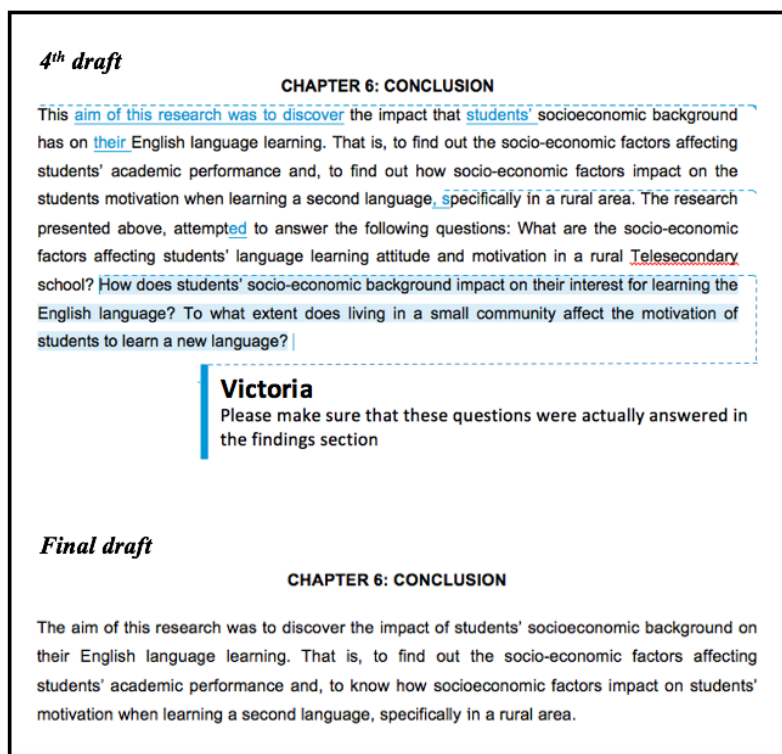 4th draft
CHAPTER 6: CONCLUSION
This aim of this research was to discover the impact that students' socioeconomic background
has on their English language learning. That is, to find out the socio-economic factors affecting
students' academic performance and, to find out how socio-economic factors impact on the
students motivation when learning a second language, specifically in a rural area. The research
presented above, attempted to answer the following questions: What are the socio-economic
factors affecting students' language learning attitude and motivation in a rural Telesecondary
school? How does students' socio-economic background impact on their interest for learning the
English language? To what extent does living in a small community affect the motivation of
students to learn a new language?
Victoria
Please make sure that these questions were actually answered in
the findings section
Final draft
CHAPTER 6: CONCLUSION
The aim of this research was to discover the impact of students' socioeconomic background on
their English language learning. That is, to find out the socio-economic factors affecting
students' academic performance and, to know how socioeconomic factors impact on students'
motivation when learning a second language, specifically in a rural area.